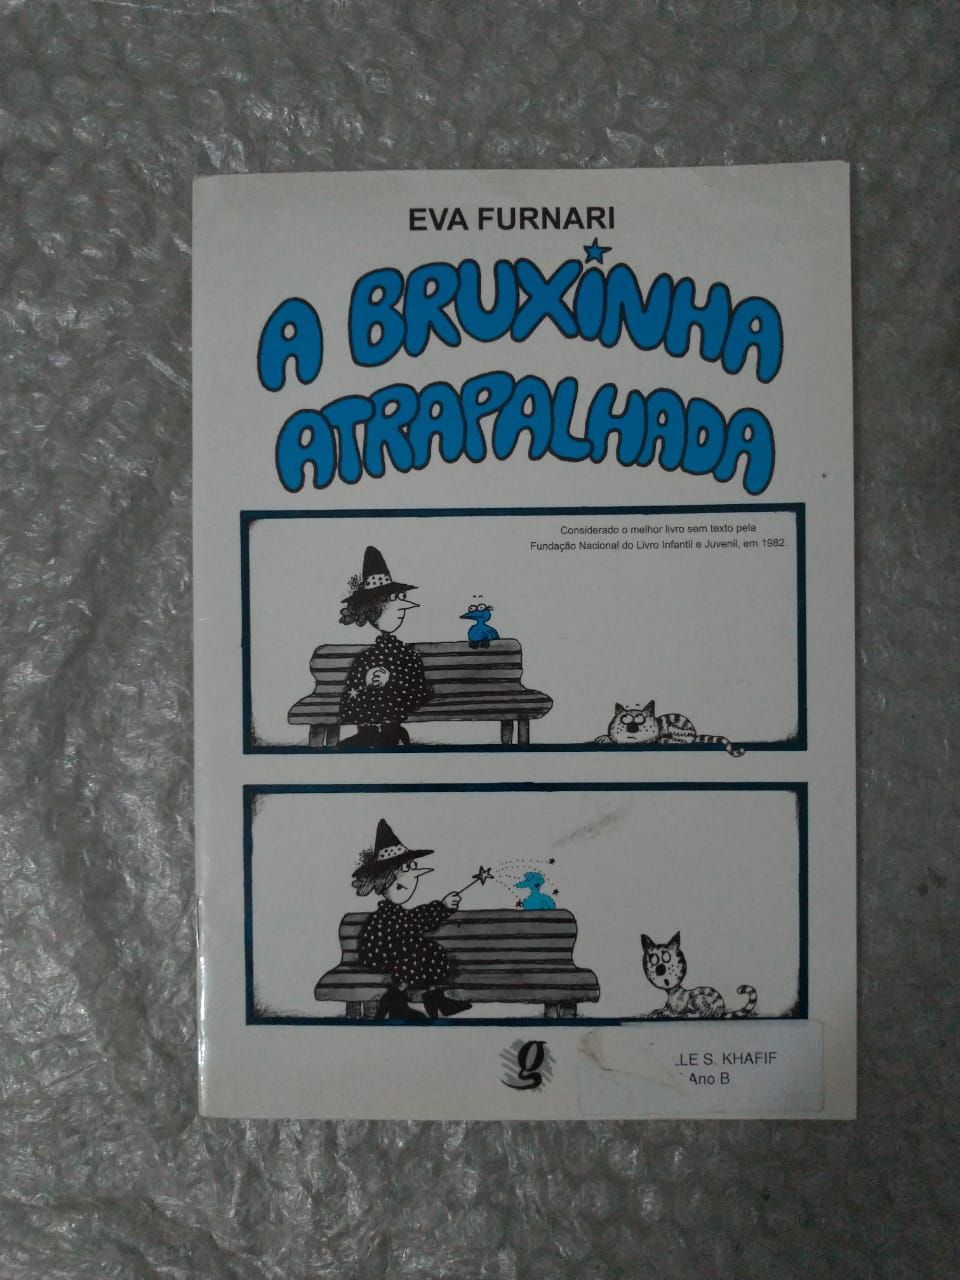 EVA FURNARI
A BRUXINHA
ATRAPALHADA
Considerado o melhor livro sem texto pela
Fundação Nacional do Livro Infantil e Juvenil, em 1982.
g
S. KHAFIF
Ano B